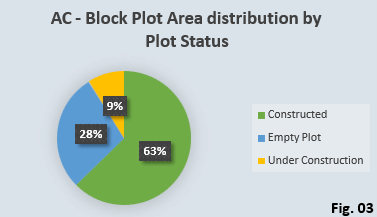 AC - Block Plot Area distribution by
Plot Status
9%
28%
63%
Constructed
Empty Plot
Under Construction
Fig. 03